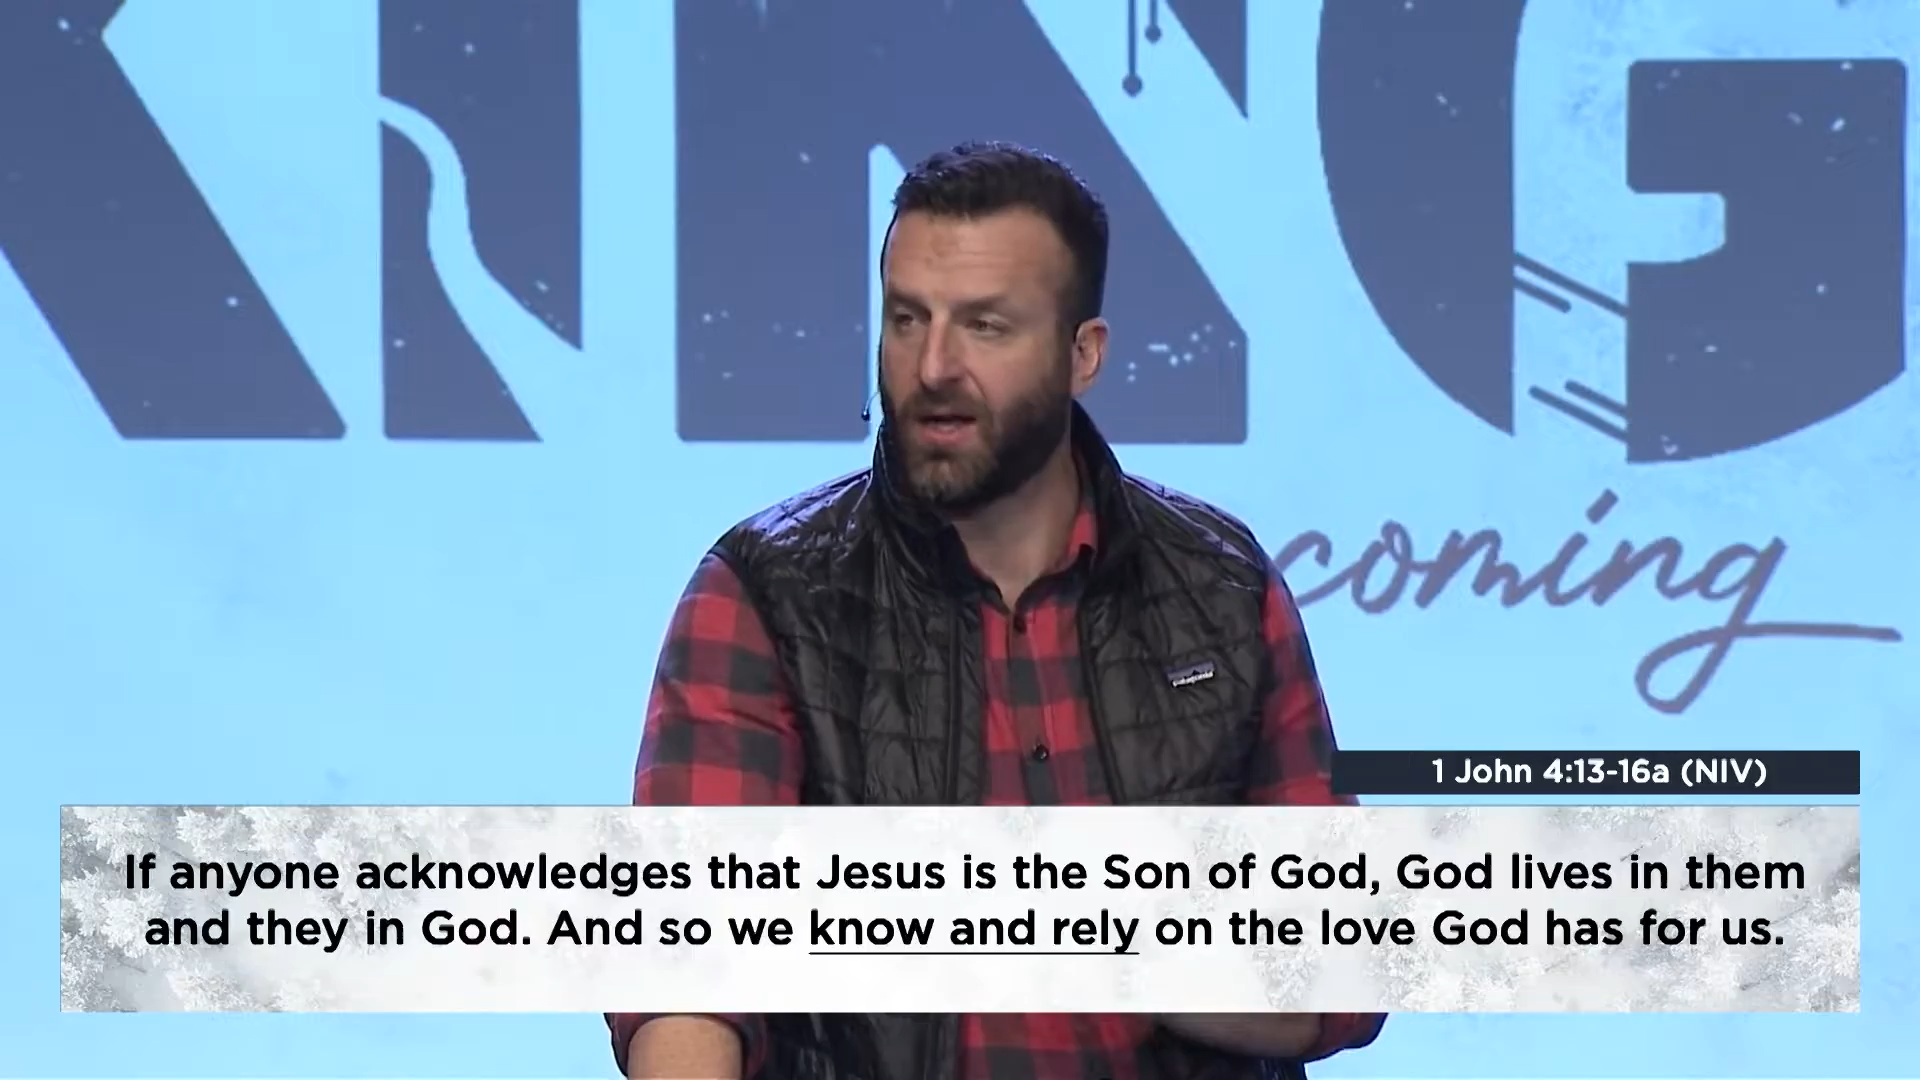 KING
coming
patagonia
1 John 4:13-16a (NIV)
If anyone acknowledges that Jesus is the Son of God, God lives in them
and they in God. And so we know and rely on the love God has for us.